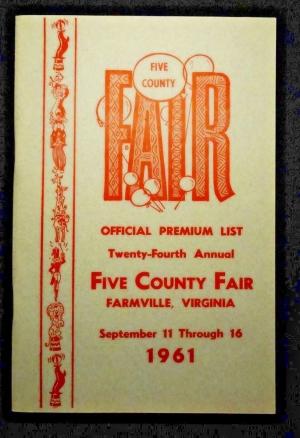 FIVE
COUNTY
FAIR
OFFICIAL PREMIUM LIST
Twenty-Fourth Annual
FIVE COUNTY FAIR
FARMVILLE, VIRGINIA
September 11 Through 16
1961